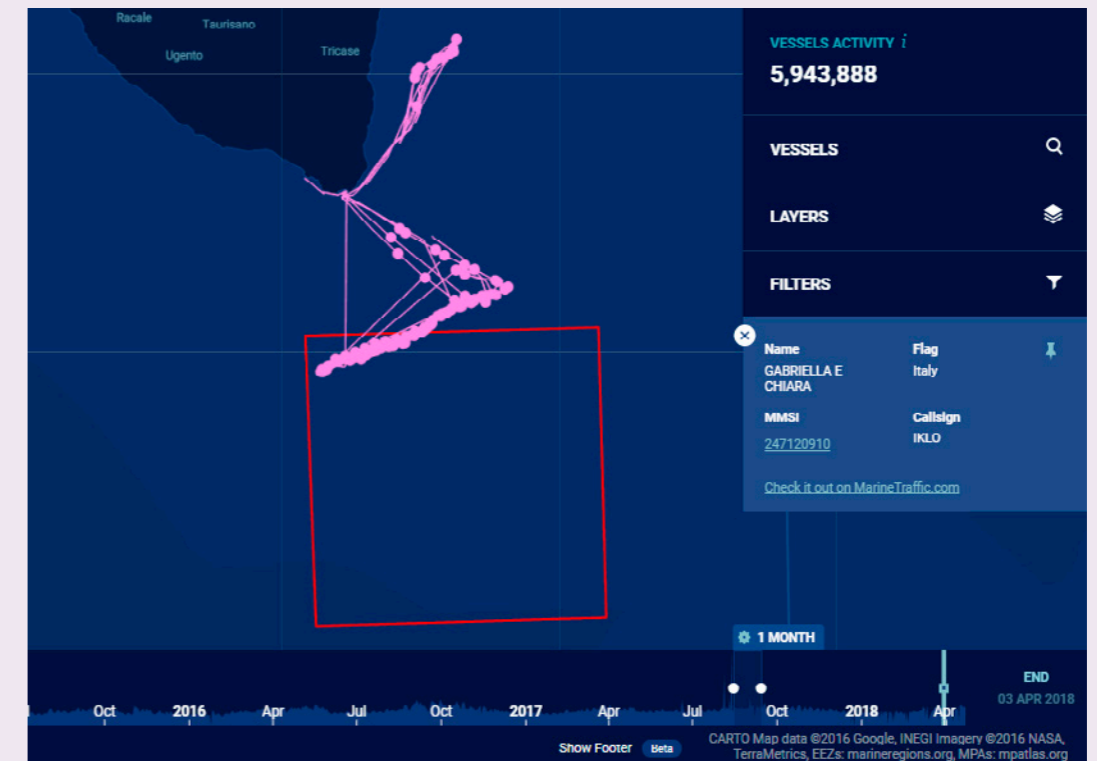 Racale
Taurisano
Ugento
Tricase
VESSELS ACTIVITY i
5,943,888
VESSELS
LAYERS
FILTERS
Name
GABRIELLA E
CHIARA
Flag
Italy
MMSI
247120910
Callsign
IKLO
Check it out on MarineTraffic.com
1 MONTH
Oct 2016 Apr Jul Oct 2017 Apr Jul Oct 2018 Apr
END
03 APR 2018
Show Footer Beta
CARTO Map data ©2016 Google, INEGI Imagery ©2016 NASA,
TerraMetrics, EEZs: marineregions.org, MPAs: mpatlas.org